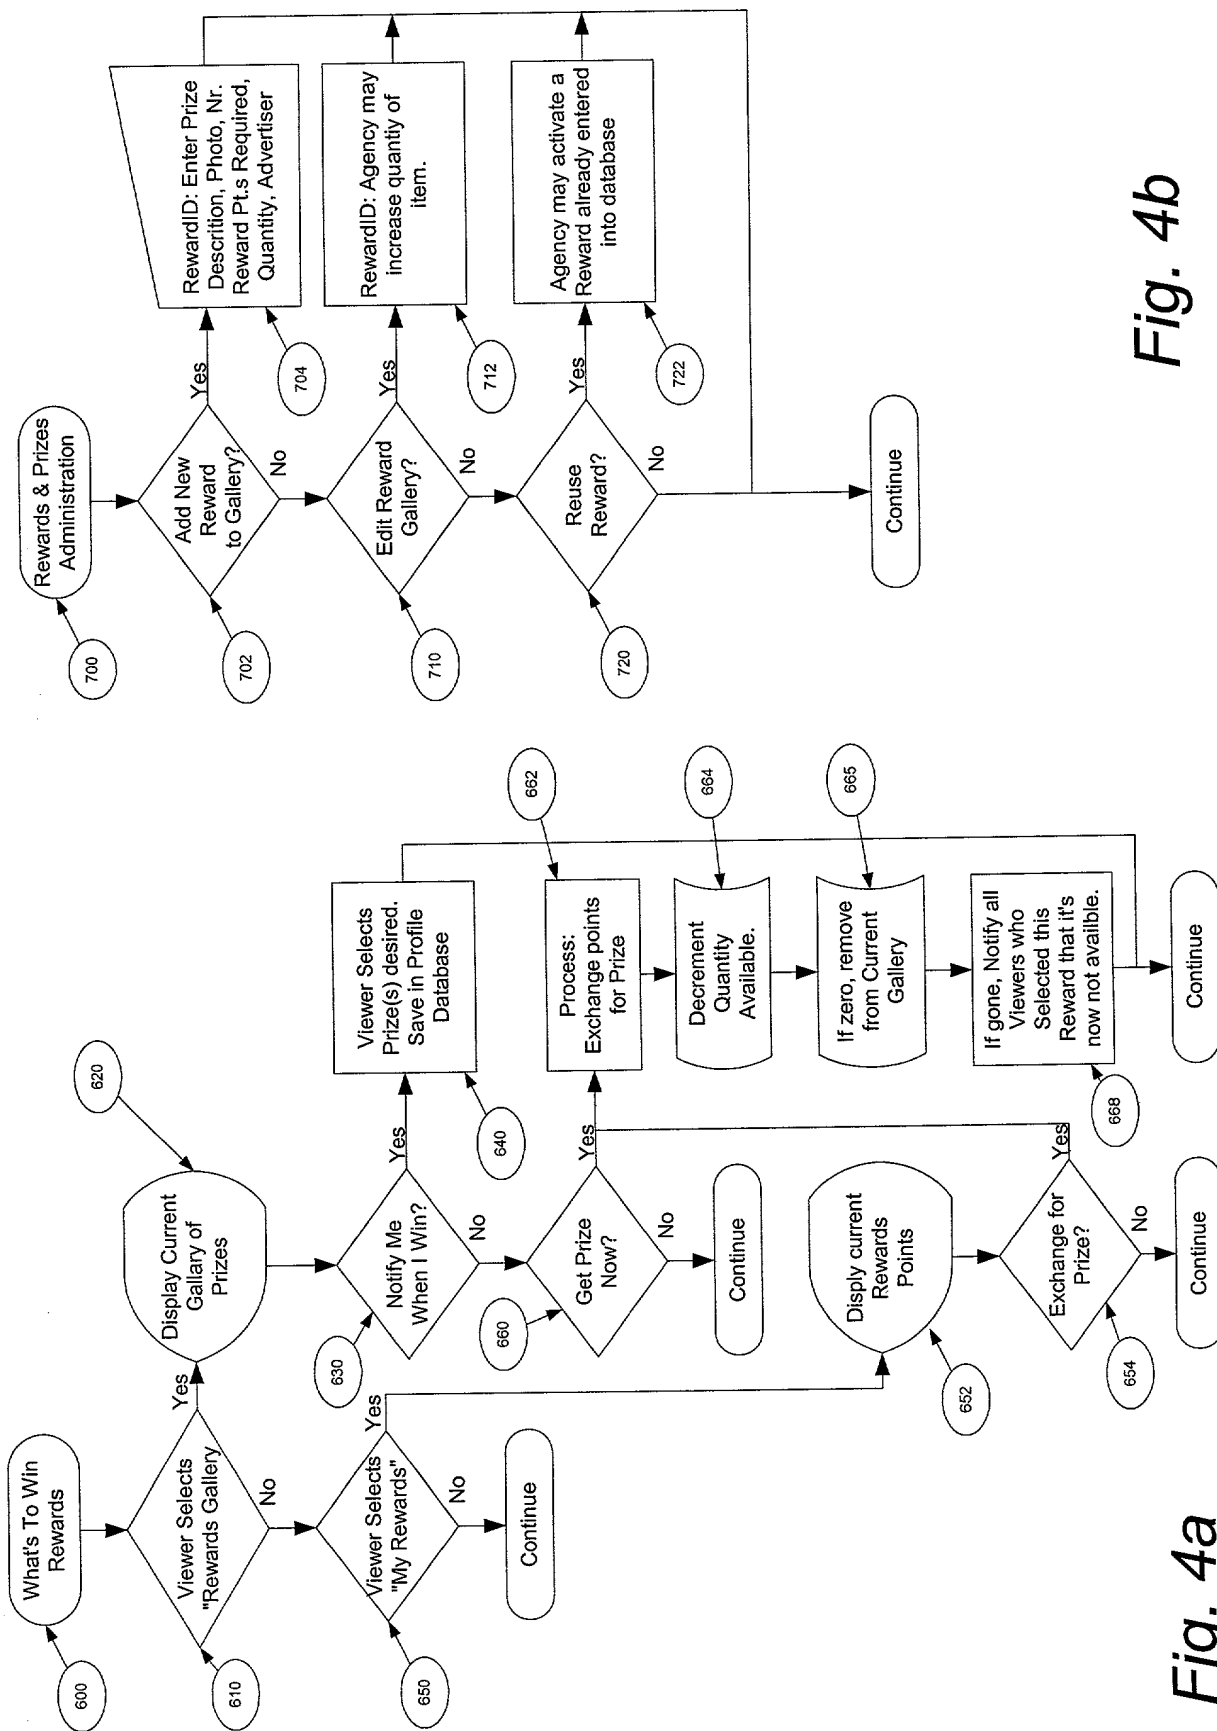 What's To Win
Rewards
600
Viewer Selects
"Rewards Gallery
610
Yes
No
Display Current
Gallary of
Prizes
620
Notify Me
When I Win?
630
Yes
No
Viewer Selects
Prize(s) desired.
Save in Profile
Database
640
Viewer Selects
"My Rewards"
650
Yes
No
Continue
Get Prize
Now?
660
Yes
No
Continue
Process:
Exchange points
for Prize
662
Decrement
Quantity
Available.
664
If zero, remove
from Current
Gallery
665
If gone, Notify all
Viewers who
Selected this
Reward that it's
now not availble.
668
Continue
Disply current
Rewards
Points
652
Exchange for
Prize?
654
Yes
No
Continue
Fig. 4a
Rewards & Prizes
Administration
700
Add New
Reward
to Gallery?
702
Yes
No
RewardID: Enter Prize
Descrition, Photo, Nr.
Reward Pt.s Required,
Quantity, Advertiser
704
Edit Reward
Gallery?
710
Yes
No
RewardID: Agency may
increase quantiy of
item.
712
Reuse
Reward?
720
Yes
No
Agency may activate a
Reward already entered
into database
722
Continue
Fig. 4b